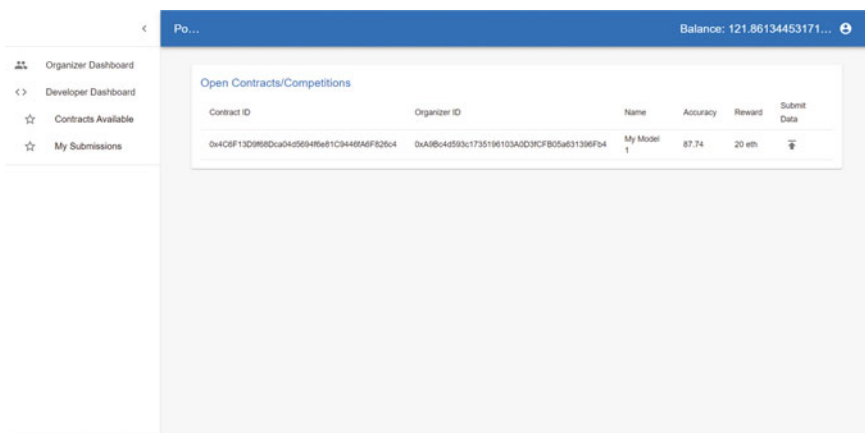 Po... Balance: 121.86134453171...
Organizer Dashboard
Developer Dashboard
Contracts Available
My Submissions
Open Contracts/Competitions
Contract ID Organizer ID Name Accuracy Reward Submit Data
0x4C6F13D9f68Dca04d5694f6e81C9446fA6F826c4 0xA9Bc4d593c1735196103A0D3fCFB05a631396Fb4 My Model 1 87.74 20 eth